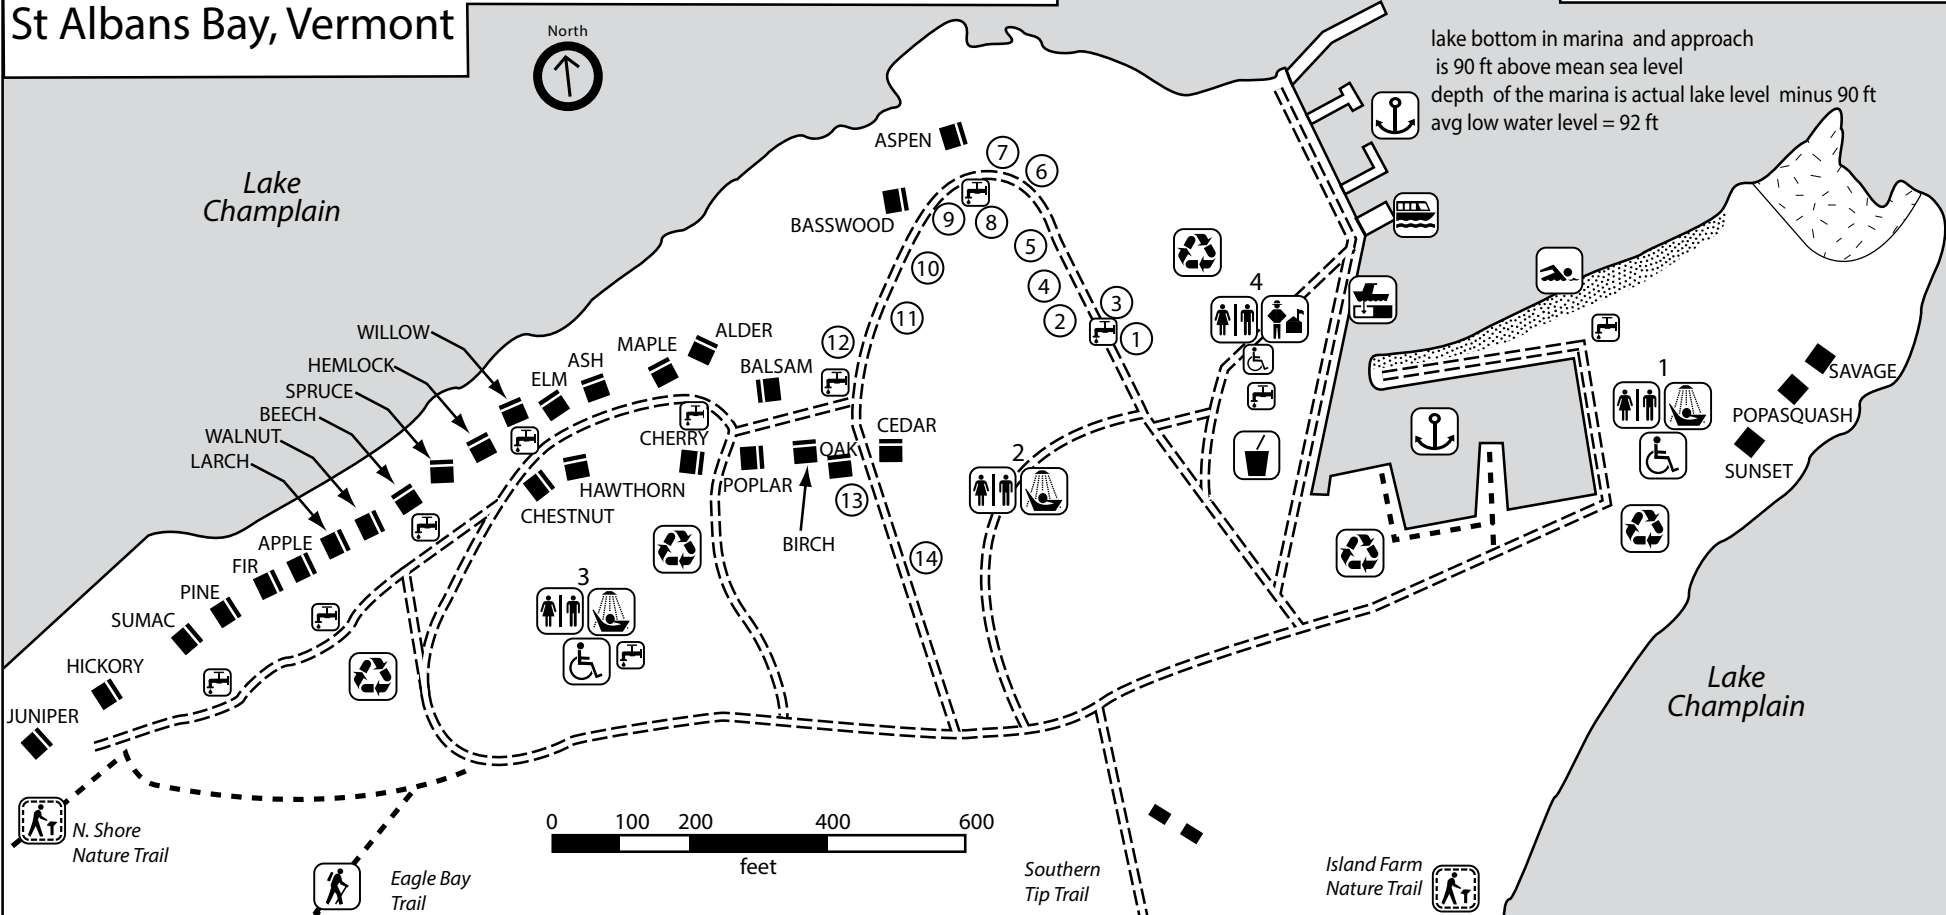 St Albans Bay, Vermont
North
lake bottom in marina and approach
is 90 ft above mean sea level
depth of the marina is actual lake level minus 90 ft
avg low water level = 92 ft
Lake
Champlain
ASPEN
7
6
BASSWOOD
9
8
5
10
4
3
11
2
1
4
12
WILLOW
ALDER
MAPLE
HEMLOCK
ASH
BALSAM
SPRUCE
ELM
BEECH
WALNUT
LARCH
CHERRY
OAK
CEDAR
HAWTHORN
POPLAR
13
CHESTNUT
BIRCH
2
1
SAVAGE
POPASQUASH
SUNSET
APPLE
FIR
PINE
SUMAC
14
3
HICKORY
JUNIPER
Lake
Champlain
N. Shore
Nature Trail
Eagle Bay
Trail
0 100 200 400 600
feet
Southern
Tip Trail
Island Farm
Nature Trail